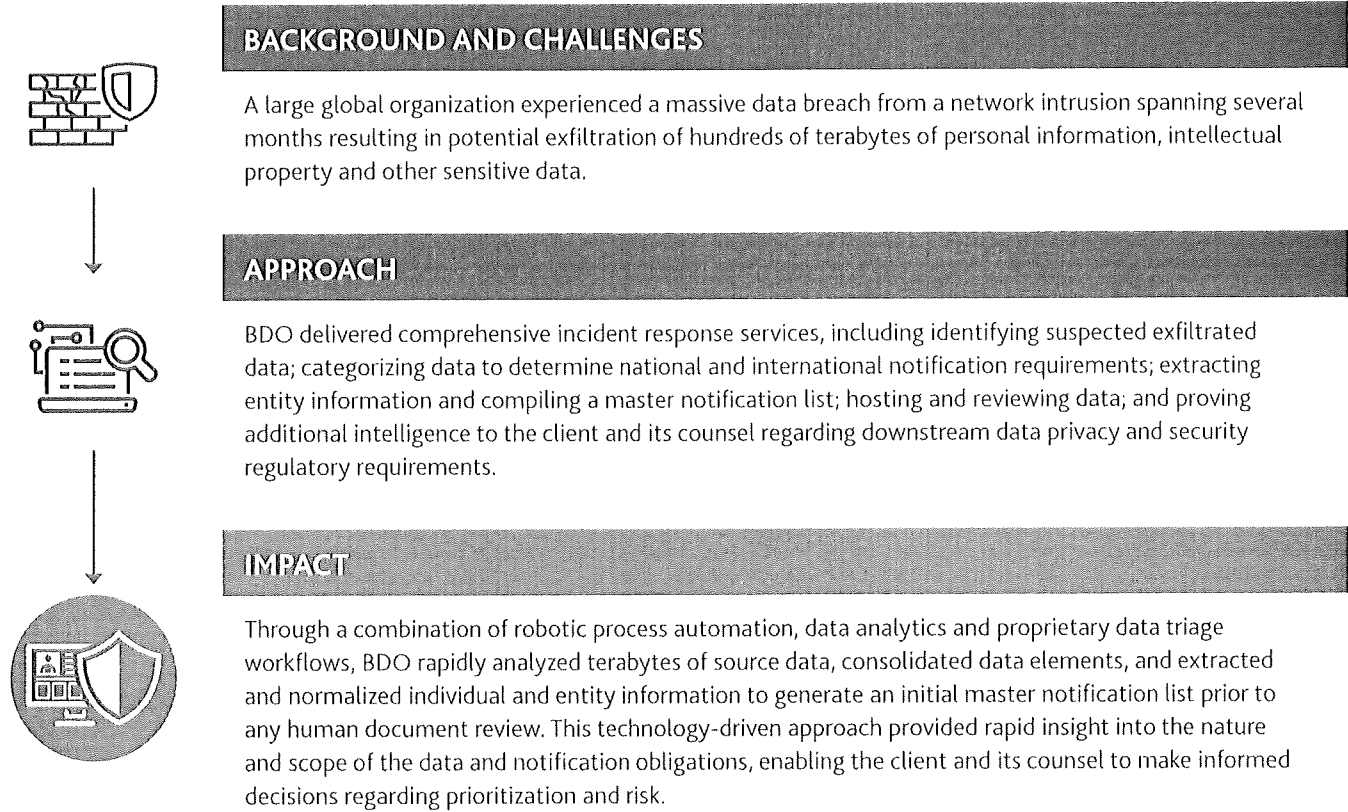 BACKGROUND AND CHALLENGES
A large global organization experienced a massive data breach from a network intrusion spanning several
months resulting in potential exfiltration of hundreds of terabytes of personal information, intellectual
property and other sensitive data.
APPROACH
BDO delivered comprehensive incident response services, including identifying suspected exfiltrated
data; categorizing data to determine national and international notification requirements; extracting
entity information and compiling a master notification list; hosting and reviewing data; and proving
additional intelligence to the client and its counsel regarding downstream data privacy and security
regulatory requirements.
IMPACT
Through a combination of robotic process automation, data analytics and proprietary data triage
workflows, BDO rapidly analyzed terabytes of source data, consolidated data elements, and extracted
and normalized individual and entity information to generate an initial master notification list prior to
any human document review. This technology-driven approach provided rapid insight into the nature
and scope of the data and notification obligations, enabling the client and its counsel to make informed
decisions regarding prioritization and risk.